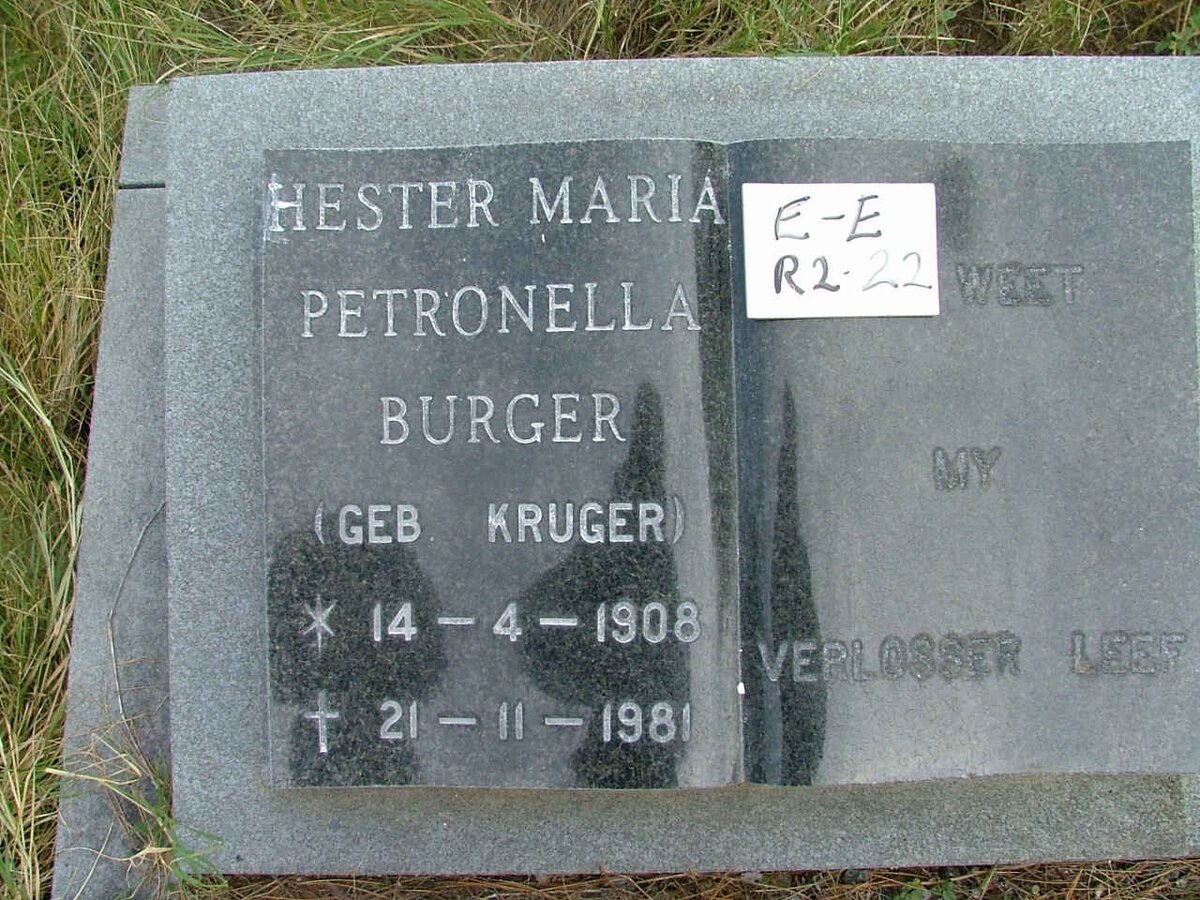 HESTER MARIA
PETRONELLA
BURGER
(GEB. KRUGER)
* 14 – 4 – 1908
† 21 – 11 – 1981
E-E
R2-22
WEET
MY
VERLOSSER LEEF